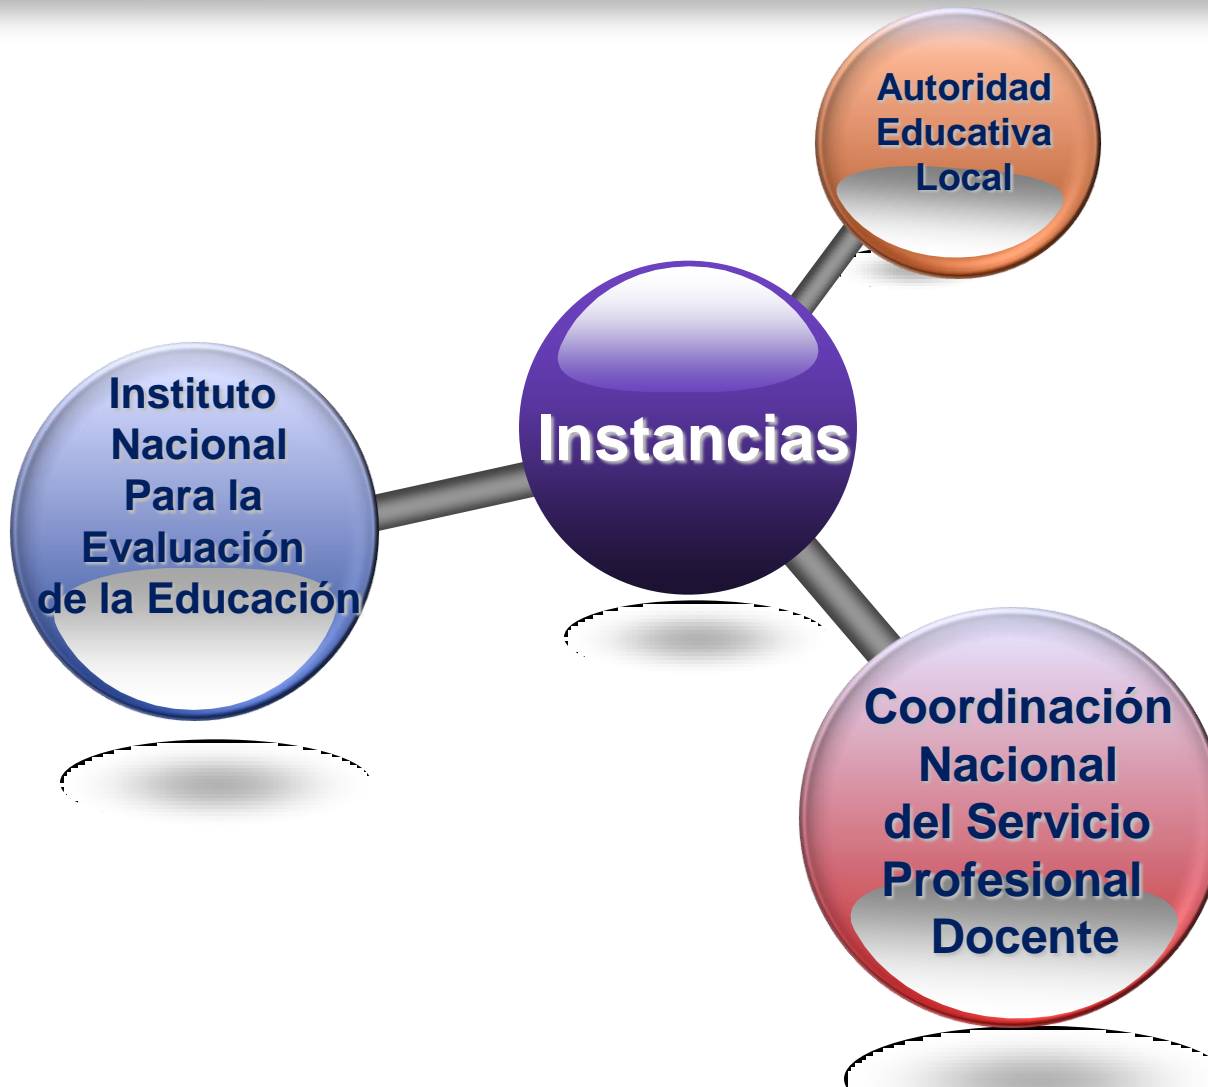 Autoridad
Educativa
Local
Instituto
Nacional
Para la
Evaluación
de la Educación
Instancias
Coordinación
Nacional
del Servicio
Profesional
Docente